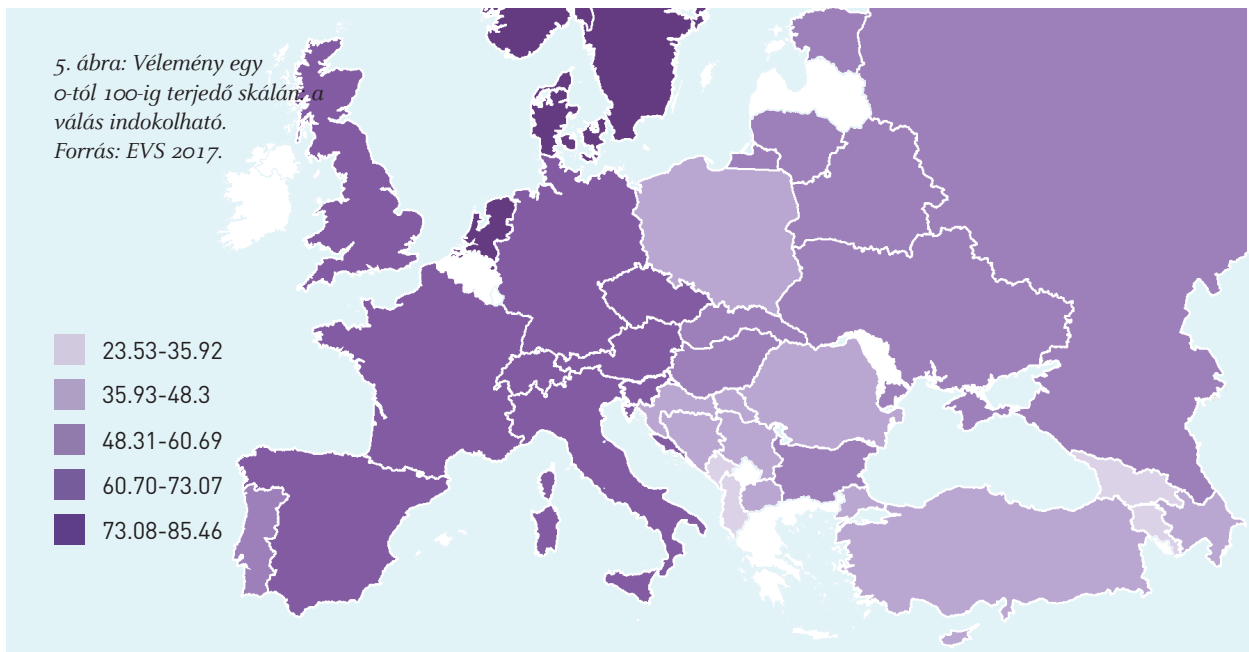 5. ábra: Vélemény egy
0-tól 100-ig terjedő skálán: a
válás indokolható.
Forrás: EVS 2017.
23.53-35.92
35.93-48.3
48.31-60.69
60.70-73.07
73.08-85.46